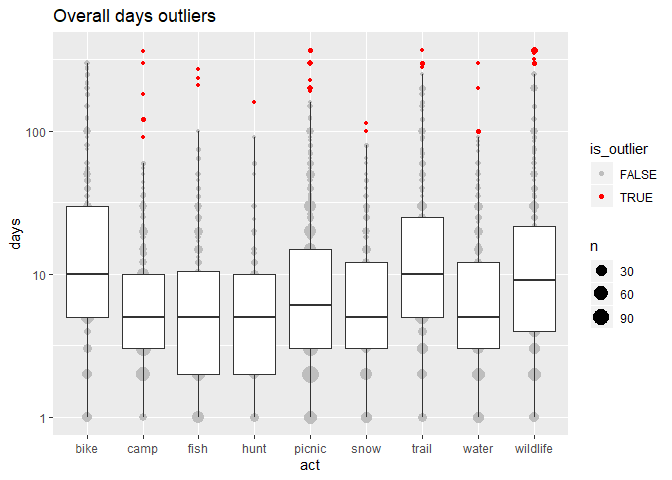 Overall days outliers
days
100
10
1
bike camp fish hunt picnic snow trail water wildlife
act
is_outlier
FALSE
TRUE
n
30
60
90